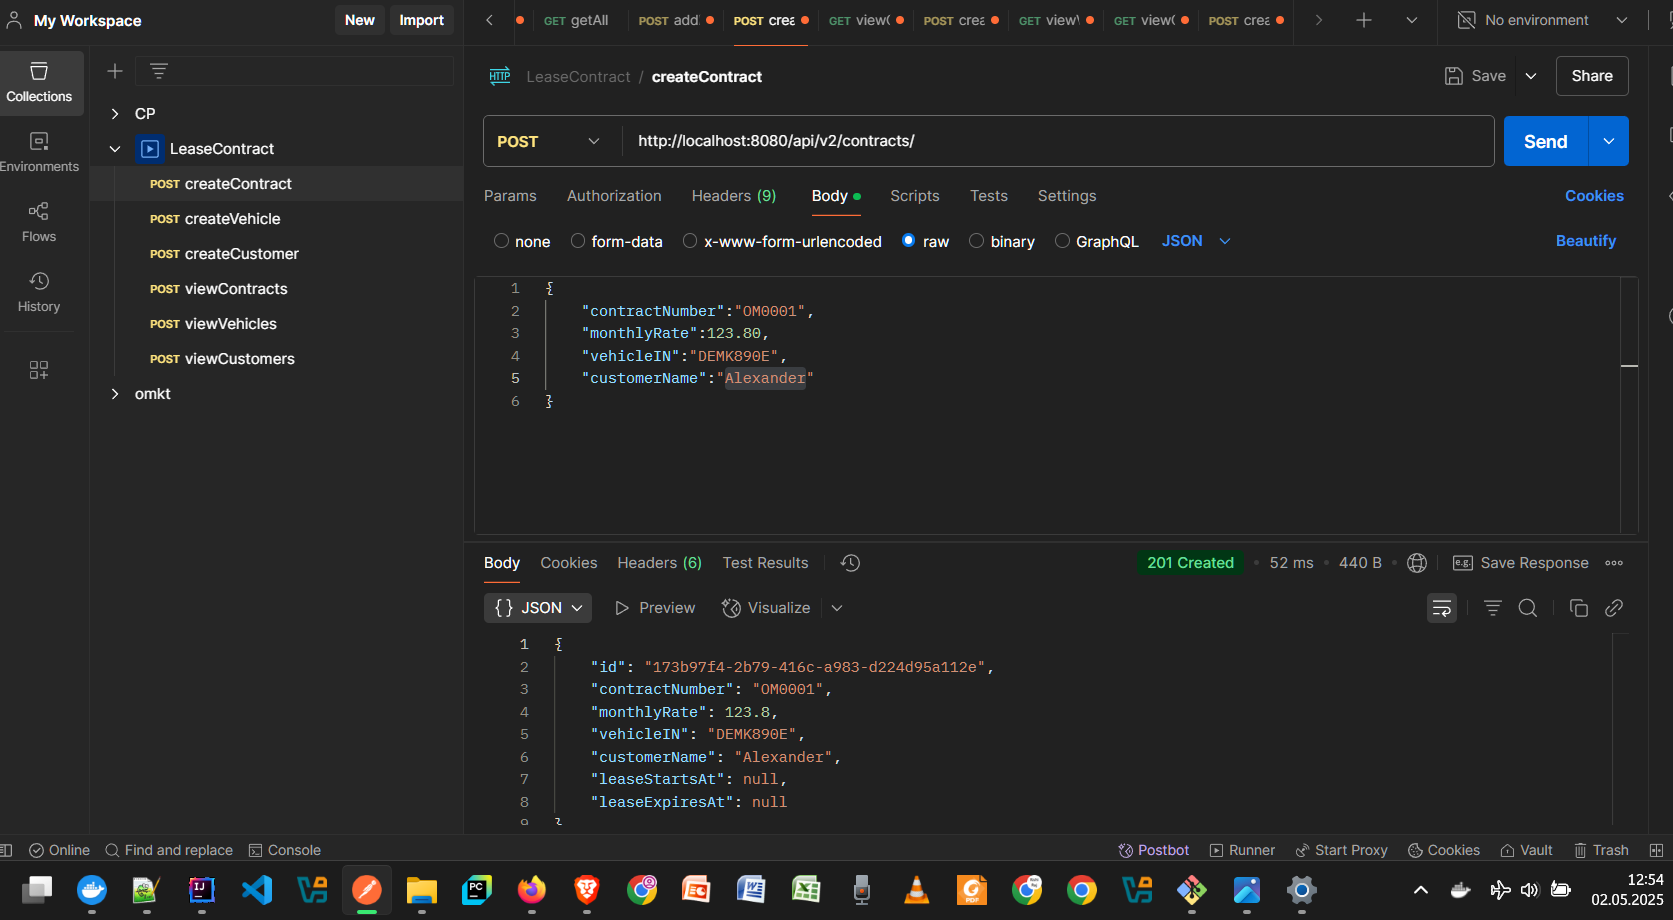 My Workspace
New
Import
GET getAll
POST add
POST crea
GET view
POST crea
GET view
GET view
POST crea
No environment
Collections
Environments
Flows
History
CP
LeaseContract
POST createContract
POST createVehicle
POST createCustomer
POST viewContracts
POST viewVehicles
POST viewCustomers
omkt
HTTP LeaseContract / createContract
Save
Share
POST
http://localhost:8080/api/v2/contracts/
Send
Params Authorization Headers (9) Body Scripts Tests Settings Cookies
none form-data x-www-form-urlencoded raw binary GraphQL JSON Beautify
1 {
2 "contractNumber":"OM0001",
3 "monthlyRate":123.80,
4 "vehicleIN":"DEMK890E",
5 "customerName":"Alexander"
6 }
Body Cookies Headers (6) Test Results 201 Created • 52 ms • 440 B e.g. Save Response
{} JSON Preview Visualize
1 {
2 "id": "173b97f4-2b79-416c-a983-d224d95a112e",
3 "contractNumber": "OM0001",
4 "monthlyRate": 123.8,
5 "vehicleIN": "DEMK890E",
6 "customerName": "Alexander",
7 "leaseStartsAt": null,
8 "leaseExpiresAt": null
9 }
Online Find and replace Console Postbot Runner Start Proxy Cookies Vault Trash
IJ
PC
PDF
12:54
02.05.2025